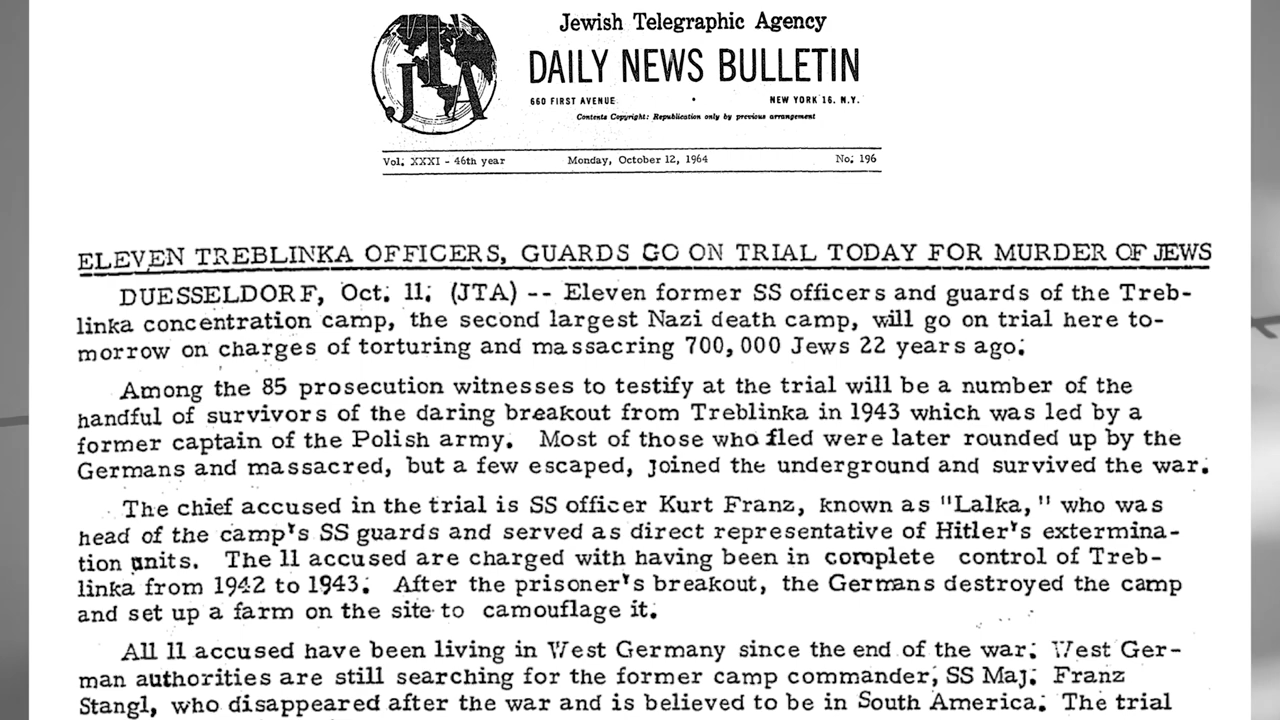 JTA
Jewish Telegraphic Agency
DAILY NEWS BULLETIN
660 FIRST AVENUE • NEW YORK 16. N.Y.
Contents Copyright: Republication only by previous arrangement
Vol. XXXI - 46th year Monday, October 12, 1964 No. 196
ELEVEN TREBLINKA OFFICERS, GUARDS GO ON TRIAL TODAY FOR MURDER OF JEWS
DUESSELDORF, Oct. 11. (JTA) -- Eleven former SS officers and guards of the Treb-
linka concentration camp, the second largest Nazi death camp, will go on trial here to-
morrow on charges of torturing and massacring 700,000 Jews 22 years ago.
Among the 85 prosecution witnesses to testify at the trial will be a number of the
handful of survivors of the daring breakout from Treblinka in 1943 which was led by a
former captain of the Polish army. Most of those who fled were later rounded up by the
Germans and massacred, but a few escaped, joined the underground and survived the war.
The chief accused in the trial is SS officer Kurt Franz, known as "Lalka," who was
head of the camp's SS guards and served as direct representative of Hitler's extermina-
tion units. The 11 accused are charged with having been in complete control of Treb-
linka from 1942 to 1943. After the prisoner's breakout, the Germans destroyed the camp
and set up a farm on the site to camouflage it.
All 11 accused have been living in West Germany since the end of the war. West Ger-
man authorities are still searching for the former camp commander, SS Maj. Franz
Stangl, who disappeared after the war and is believed to be in South America. The trial